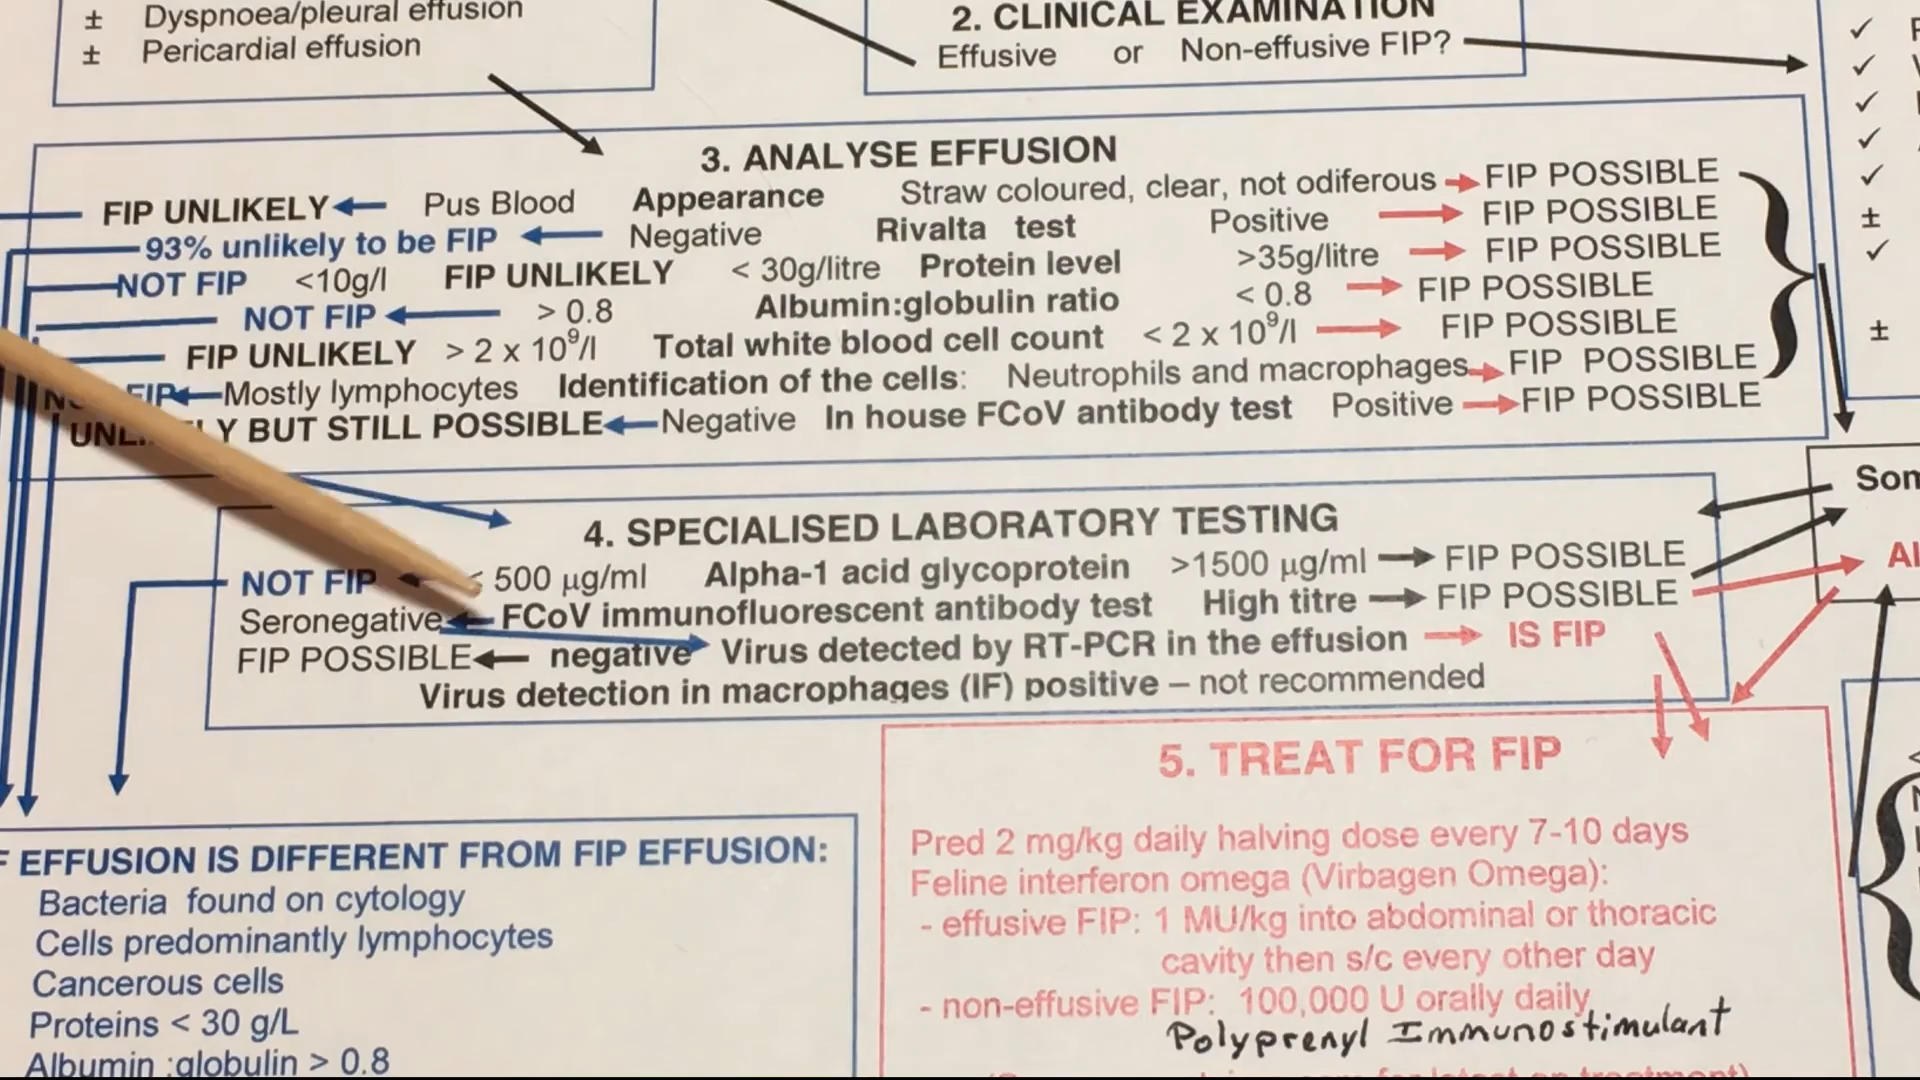 ± Dyspnoea/pleural effusion
± Pericardial effusion
2. CLINICAL EXAMINATION
Effusive or Non-effusive FIP?
3. ANALYSE EFFUSION
FIP UNLIKELY Pus Blood Appearance Straw coloured, clear, not odiferous FIP POSSIBLE
93% unlikely to be FIP Negative Rivalta test Positive FIP POSSIBLE
NOT FIP <10g/l FIP UNLIKELY < 30g/litre Protein level >35g/litre FIP POSSIBLE
NOT FIP > 0.8 Albumin:globulin ratio < 0.8 FIP POSSIBLE
FIP UNLIKELY > 2 x 10⁹/l Total white blood cell count < 2 x 10⁹/l FIP POSSIBLE
FIP Mostly lymphocytes Identification of the cells: Neutrophils and macrophages FIP POSSIBLE
BUT STILL POSSIBLE Negative In house FCoV antibody test Positive FIP POSSIBLE
4. SPECIALISED LABORATORY TESTING
NOT FIP < 500 µg/ml Alpha-1 acid glycoprotein >1500 µg/ml FIP POSSIBLE
Seronegative FCoV immunofluorescent antibody test High titre FIP POSSIBLE
FIP POSSIBLE negative Virus detected by RT-PCR in the effusion IS FIP
Virus detection in macrophages (IF) positive – not recommended
5. TREAT FOR FIP
Pred 2 mg/kg daily halving dose every 7-10 days
Feline interferon omega (Virbagen Omega):
- effusive FIP: 1 MU/kg into abdominal or thoracic
cavity then s/c every other day
- non-effusive FIP: 100,000 U orally daily
Polyprenyl Immunostimulant
EFFUSION IS DIFFERENT FROM FIP EFFUSION:
Bacteria found on cytology
Cells predominantly lymphocytes
Cancerous cells
Proteins < 30 g/L
Albumin :globulin > 0.8